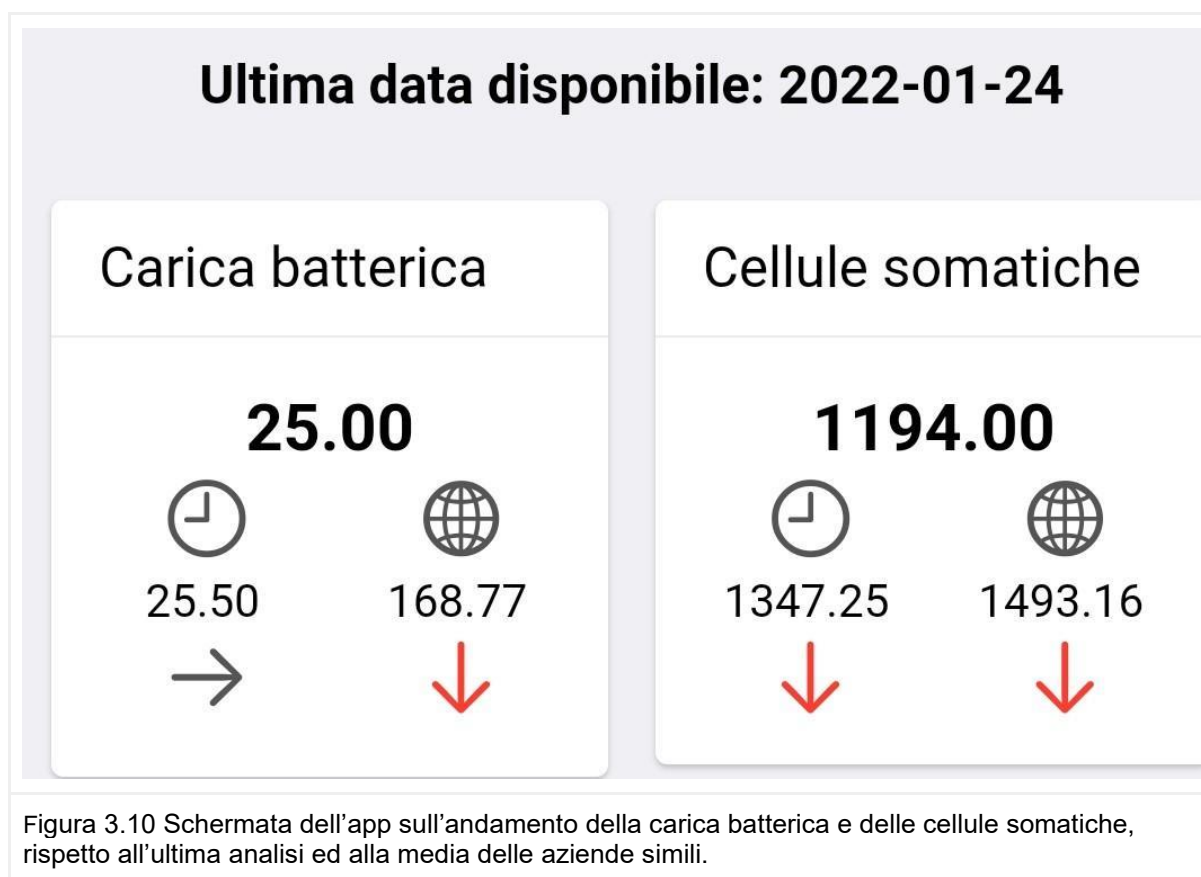 Ultima data disponibile: 2022-01-24
Carica batterica
25.00
25.50 168.77
Cellule somatiche
1194.00
1347.25 1493.16
Figura 3.10 Schermata dell’app sull’andamento della carica batterica e delle cellule somatiche,
rispetto all’ultima analisi ed alla media delle aziende simili.